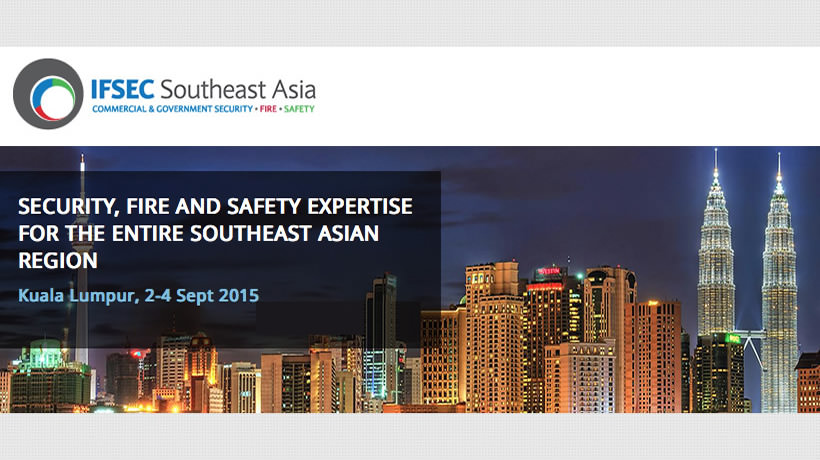 IFSEC Southeast Asia
COMMERCIAL & GOVERNMENT SECURITY • FIRE • SAFETY
SECURITY, FIRE AND SAFETY EXPERTISE
FOR THE ENTIRE SOUTHEAST ASIAN
REGION
Kuala Lumpur, 2-4 Sept 2015
WESTIN